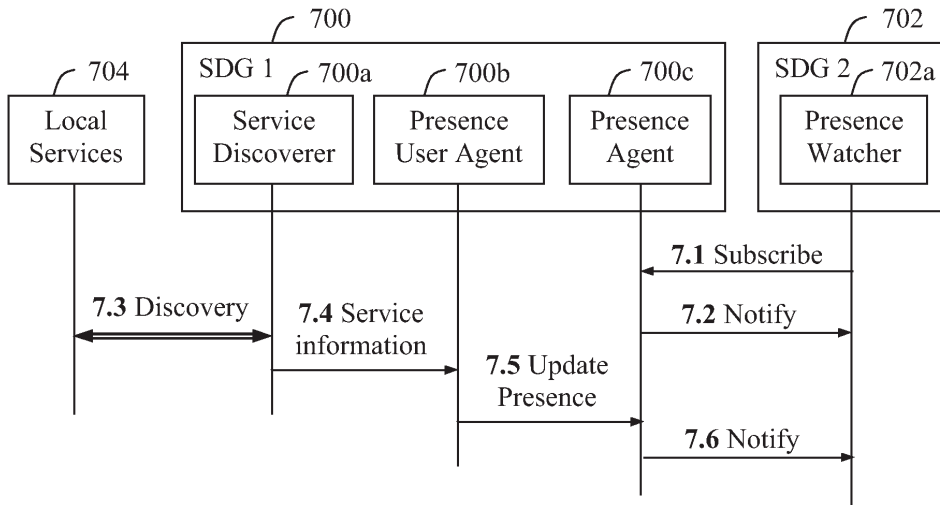 700
702
704
SDG 1
700a
700b
700c
SDG 2
702a
Local
Services
Service
Discoverer
Presence
User Agent
Presence
Agent
Presence
Watcher
7.1 Subscribe
7.3 Discovery
7.4 Service
information
7.2 Notify
7.5 Update
Presence
7.6 Notify